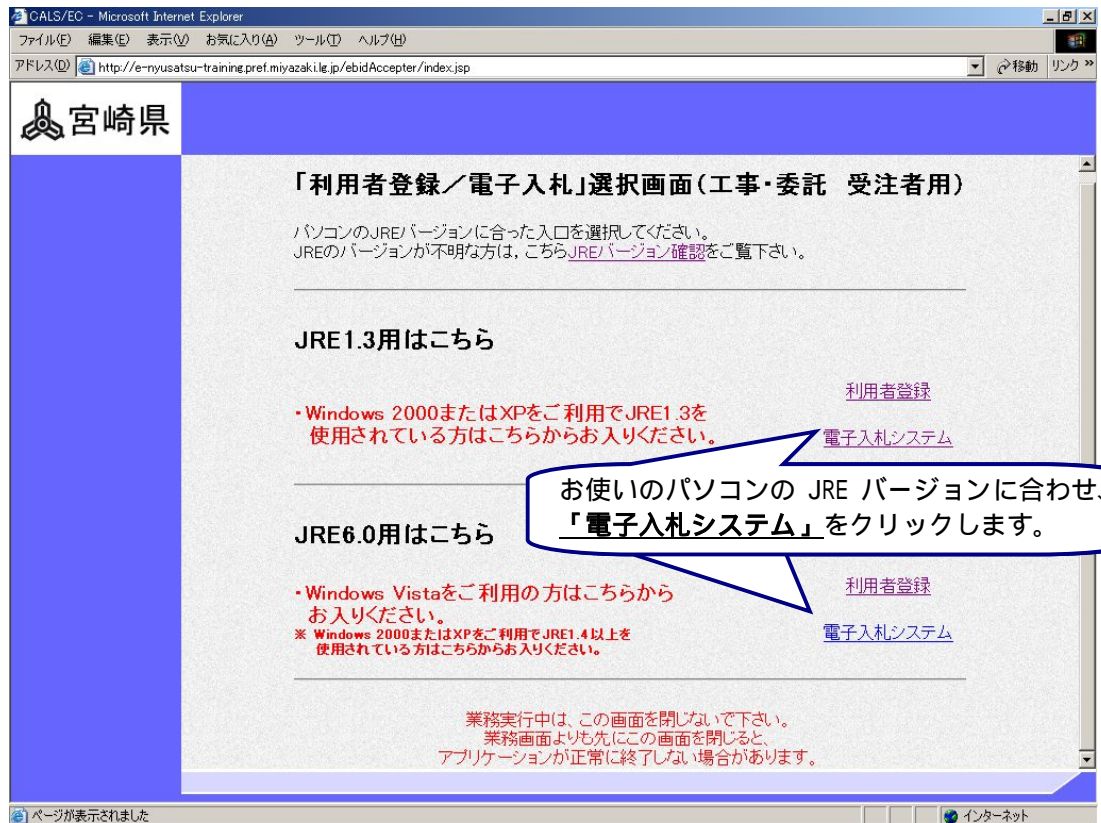 CALS/EC - Microsoft Internet Explorer
ファイル(F) 編集(E) 表示(V) お気に入り(A) ツール(T) ヘルプ(H)
アドレス(D) http://e-nyusatsu-training.pref.miyazaki.lg.jp/ebidAccepter/index.jsp 移動 リンク »
宮崎県
「利用者登録／電子入札」選択画面(工事・委託 受注者用)
パソコンのJREバージョンに合った入口を選択してください。
JREのバージョンが不明な方は，こちらJREバージョン確認をご覧下さい。
JRE1.3用はこちら
利用者登録
・Windows 2000またはXPをご利用でJRE1.3を
使用されている方はこちらからお入りください。
電子入札システム
お使いのパソコンの JRE バージョンに合わせ、
「電子入札システム」をクリックします。
JRE6.0用はこちら
利用者登録
・Windows Vistaをご利用の方はこちらから
お入りください。
※ Windows 2000またはXPをご利用でJRE1.4以上を
使用されている方はこちらからお入りください。
電子入札システム
業務実行中は、この画面を閉じないで下さい。
業務画面よりも先にこの画面を閉じると、
アプリケーションが正常に終了しない場合があります。
ページが表示されました インターネット